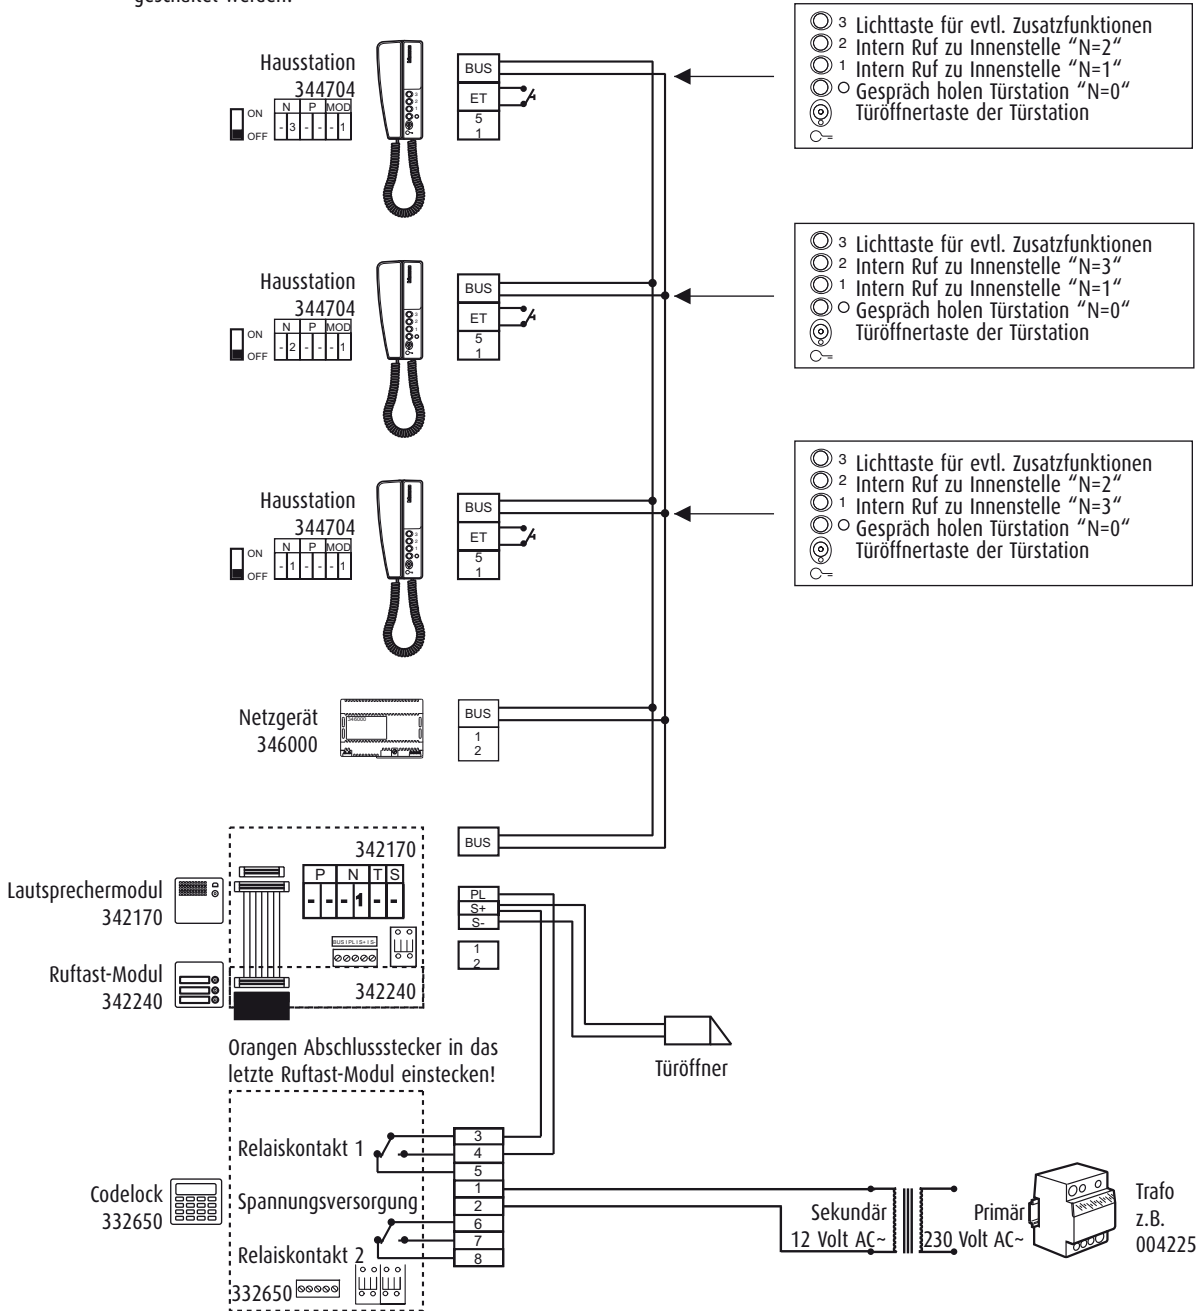 geschaltet werden.
Hausstation
344704
ON
OFF
N P MOD
- 3 - - - 1
BUS
ET
5
1
3 Lichttaste für evtl. Zusatzfunktionen
2 Intern Ruf zu Innenstelle “N=2“
1 Intern Ruf zu Innenstelle “N=1“
Gespräch holen Türstation “N=0“
Türöffnertaste der Türstation
Hausstation
344704
ON
OFF
N P MOD
- 2 - - - 1
BUS
ET
5
1
3 Lichttaste für evtl. Zusatzfunktionen
2 Intern Ruf zu Innenstelle “N=3“
1 Intern Ruf zu Innenstelle “N=1“
Gespräch holen Türstation “N=0“
Türöffnertaste der Türstation
Hausstation
344704
ON
OFF
N P MOD
- 1 - - - 1
BUS
ET
5
1
3 Lichttaste für evtl. Zusatzfunktionen
2 Intern Ruf zu Innenstelle “N=2“
1 Intern Ruf zu Innenstelle “N=3“
Gespräch holen Türstation “N=0“
Türöffnertaste der Türstation
Netzgerät
346000
346000
BUS
1
2
Lautsprechermodul
342170
342170
P N T S
- - - 1 - -
BUS
PL
S+
S-
1
2
BUS I PL I S+ I S-
Ruftast-Modul
342240
342240
Orangen Abschlussstecker in das
letzte Ruftast-Modul einstecken!
Türöffner
Codelock
332650
Relaiskontakt 1
Spannungsversorgung
Relaiskontakt 2
332650
3
4
5
1
2
6
7
8
Sekundär
12 Volt AC~
Primär
230 Volt AC~
Trafo
z.B.
004225